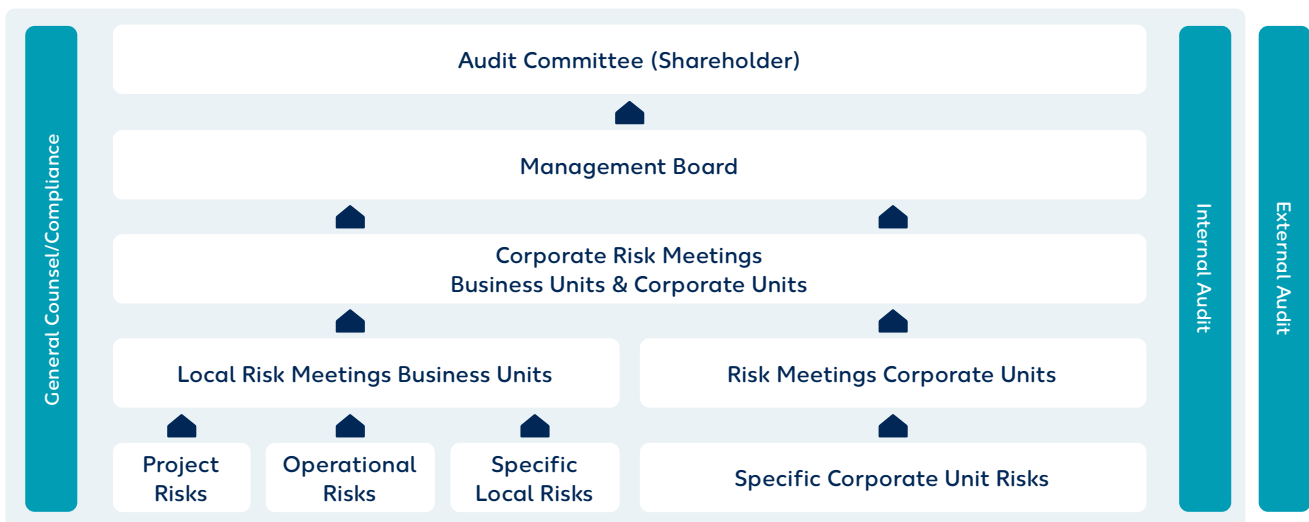 General Counsel/Compliance
Audit Committee (Shareholder)
Management Board
Corporate Risk Meetings
Business Units & Corporate Units
Local Risk Meetings Business Units
Risk Meetings Corporate Units
Project
Risks
Operational
Risks
Specific
Local Risks
Specific Corporate Unit Risks
Internal Audit
External Audit